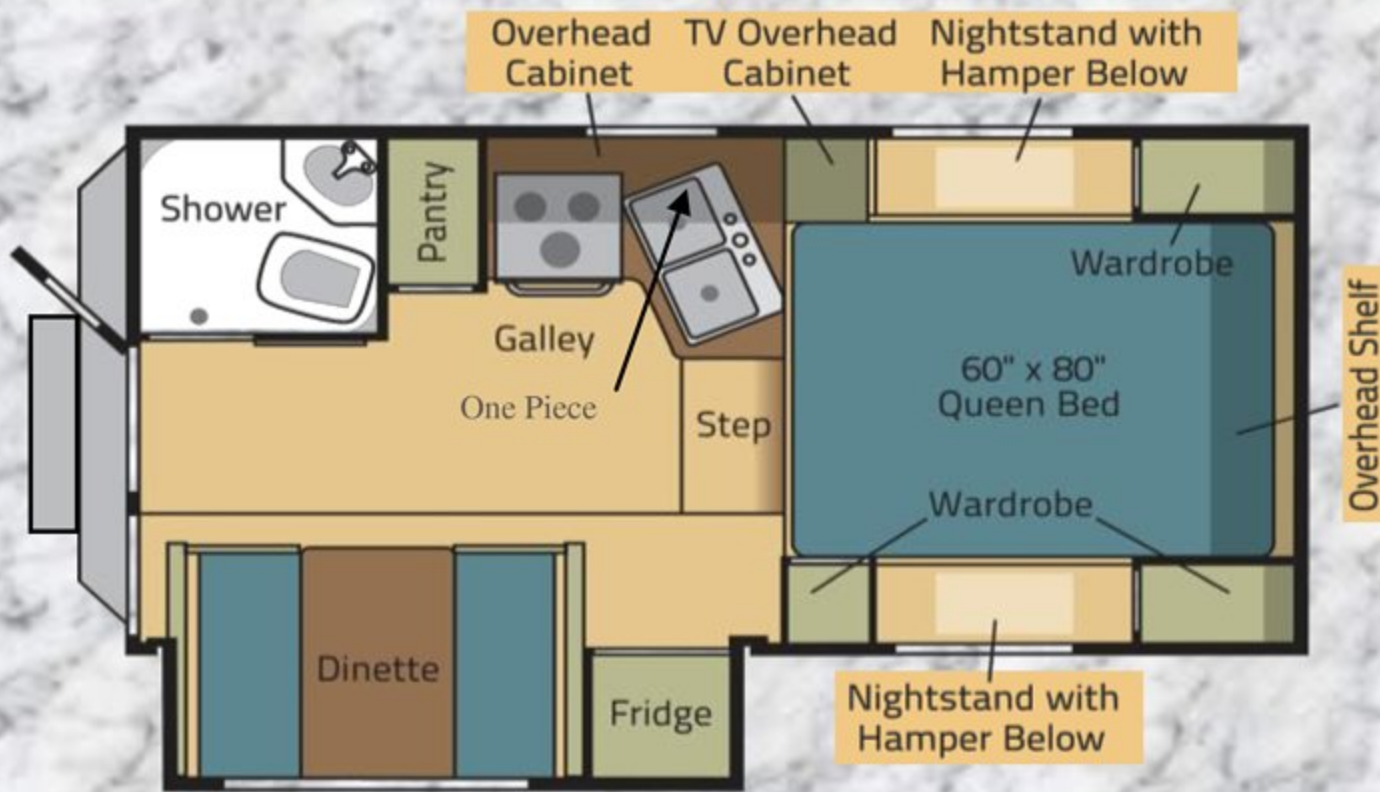 Overhead
Cabinet
TV Overhead
Cabinet
Nightstand with
Hamper Below
Shower
Pantry
Wardrobe
Galley
One Piece
Step
60" x 80"
Queen Bed
Overhead Shelf
Wardrobe
Dinette
Fridge
Nightstand with
Hamper Below